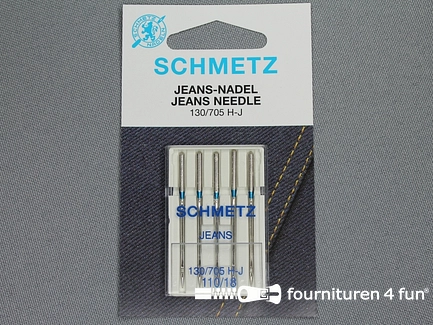 SCHMETZ
JEANS-NADEL
JEANS NEEDLE
130/705 H-J
SCHMETZ
JEANS
130/705 H-J
110/18
fournituren 4 fun®